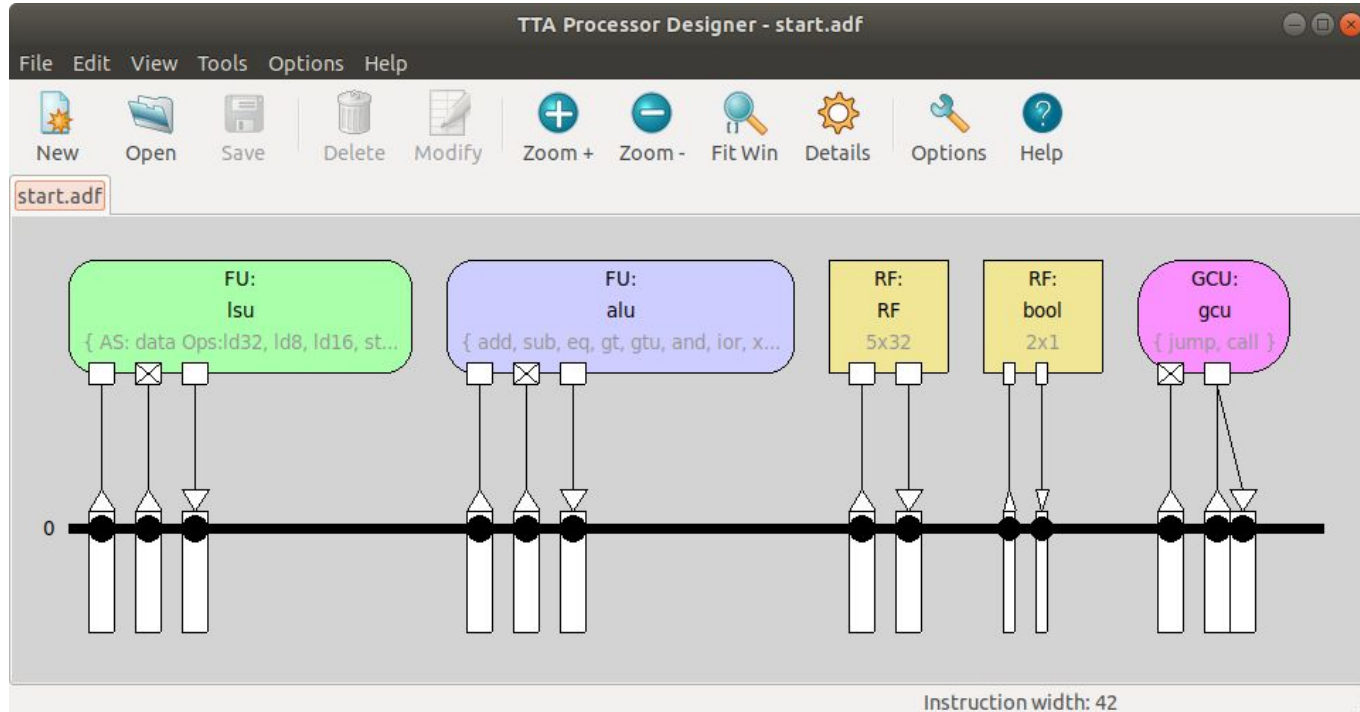 TTA Processor Designer - start.adf
File Edit View Tools Options Help
New Open Save Delete Modify Zoom + Zoom - Fit Win Details Options Help
start.adf
FU: FU: RF: RF: GCU:
lsu alu RF bool gcu
{ AS: data Ops:ld32, ld8, ld16, st... { add, sub, eq, gt, gtu, and, ior, x... 5x32 2x1 { jump, call }
0
Instruction width: 42